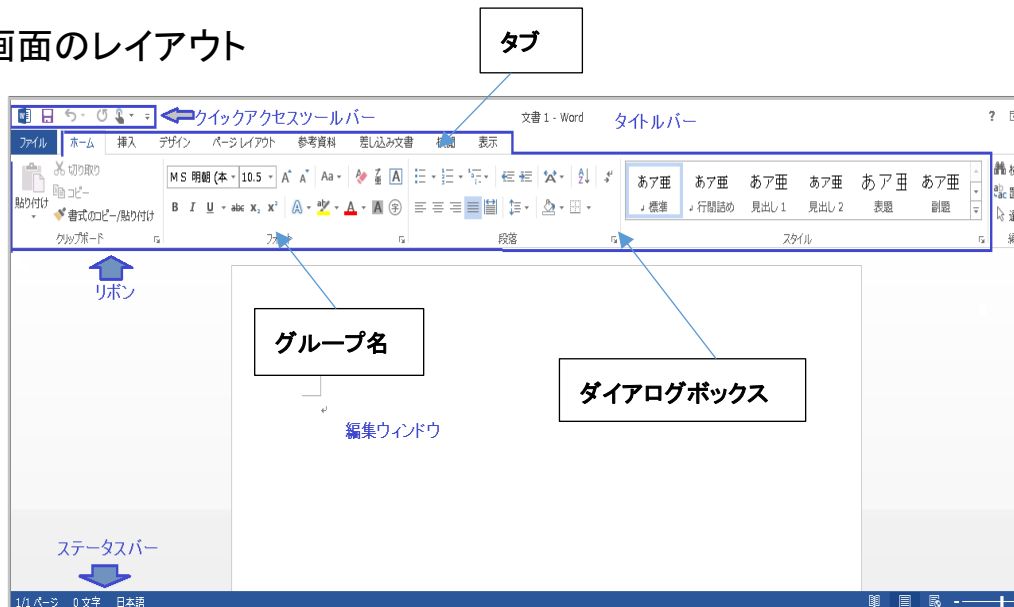 画面のレイアウト
タブ
クイックアクセスツールバー
文書 1 - Word
タイトルバー
?
ファイル ホーム 挿入 デザイン ページ レイアウト 参考資料 差し込み文書 校閲 表示
切り取り
コピー
貼り付け
書式のコピー/貼り付け
クリップボード
MS 明朝 (本 10.5 Aa
B I U abc x₂ x²
フォント
段落
あア亜 あア亜 あア亜 あア亜 あア亜 あア亜
↲ 標準 ↲ 行間詰め 見出し 1 見出し 2 表題 副題
スタイル
リボン
グループ名
ダイアログボックス
編集ウィンドウ
ステータスバー
1/1 ページ 0 文字 日本語